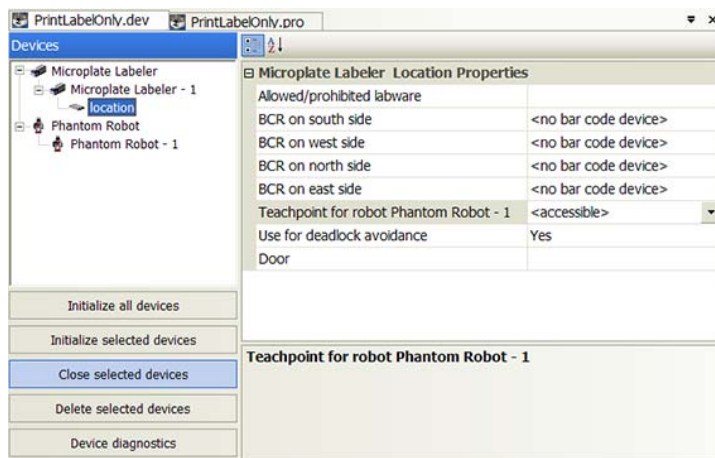 PrintLabelOnly.dev
PrintLabelOnly.pro
Devices
Microplate Labeler
Microplate Labeler - 1
location
Phantom Robot
Phantom Robot - 1
Initialize all devices
Initialize selected devices
Close selected devices
Delete selected devices
Device diagnostics
Microplate Labeler Location Properties
Allowed/prohibited labware
BCR on south side <no bar code device>
BCR on west side <no bar code device>
BCR on north side <no bar code device>
BCR on east side <no bar code device>
Teachpoint for robot Phantom Robot - 1 <accessible>
Use for deadlock avoidance Yes
Door
Teachpoint for robot Phantom Robot - 1